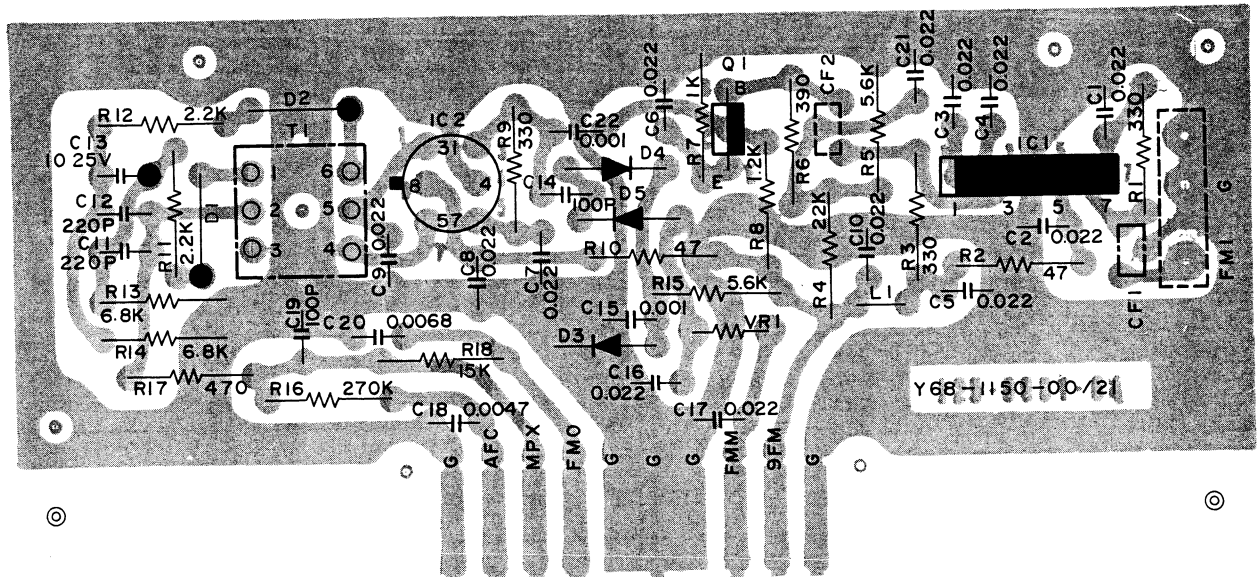 R12 2.2K
D2
C13
10 25V
C12
220P
C11
220P
R11
2.2K
D1
T1
1 6
2 5
3 4
R13
6.8K
R14 6.8K
R17 470
C19
100P
C20 0.0068
R18
15K
R16 270K
C18 0.0047
IC2
31
8 4
57
C9
0.022
C8
0.022
R9
330
C7
0.022
C14
100P
C22
0.001
D4
D5
C6
0.022
R10 47
R15 5.6K
C15 0.001
D3
C16
0.022
VR1
C17 0.022
1K
R7
Q1
B
E
1.2K
R8
390
R6
CF2
5.6K
R5
22K
R4
C10
0.022
L1
C21
0.022
C3
0.022
C4
0.022
IC1
1 3 5 7
R3
330
R2
47
C2 0.022
C5 0.022
C1
0.022
330
R1
CF1
G
FM1
Y68-1150-00/21
G
AFC
MPX
FMO
G
G
G
FMM
9FM
G